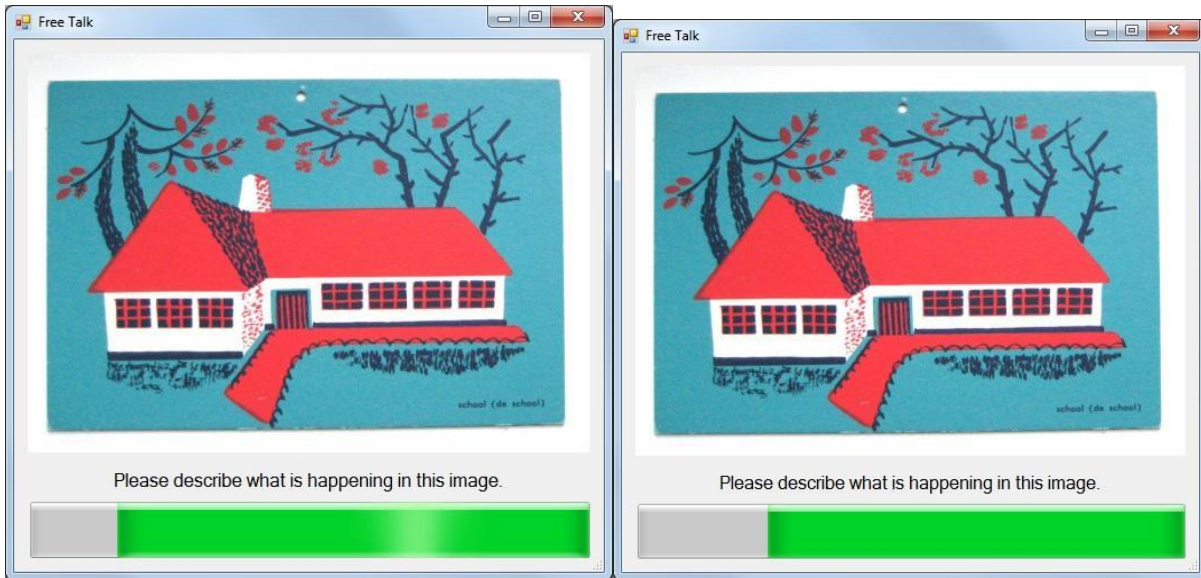 Free Talk
school (de school)
Please describe what is happening in this image.
Free Talk
school (de school)
Please describe what is happening in this image.